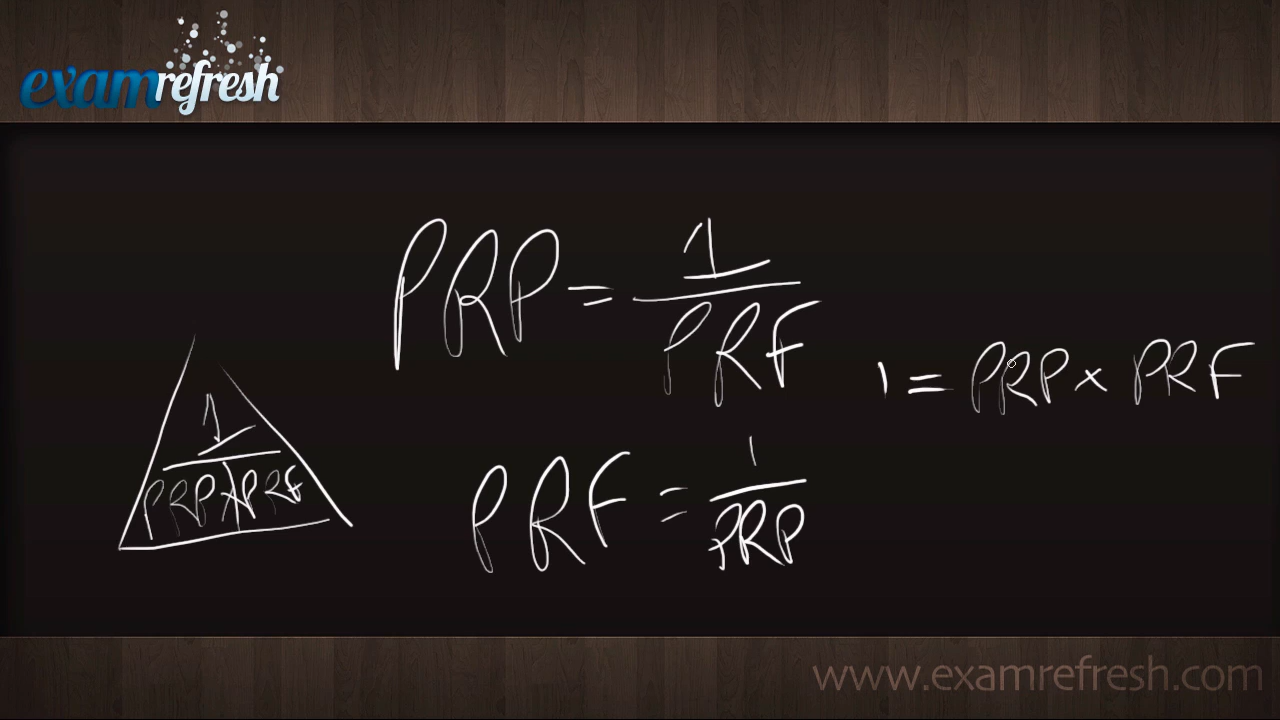 examrefresh
PRP = 1/PRF
1 = PRP x PRF
1
PRP x PRF
PRF = 1/PRP
www.examrefresh.com